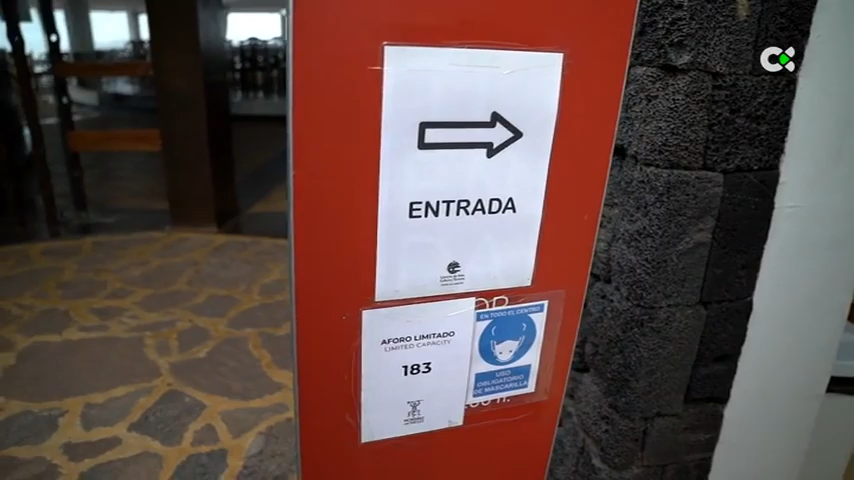 ENTRADA
AFORO LIMITADO
LIMITED CAPACITY
183
EN TODO EL CENTRO
USO
OBLIGATORIO
DE MASCARILLA